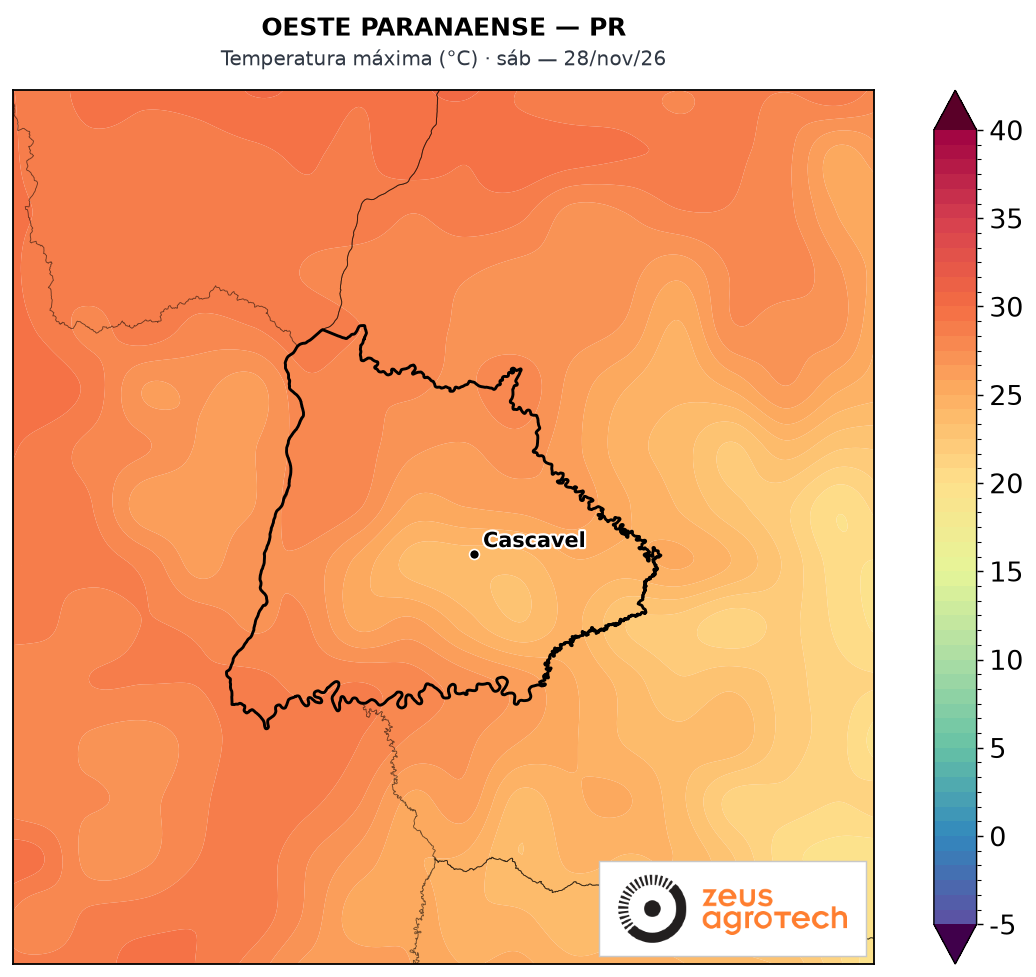 OESTE PARANAENSE — PR
Temperatura máxima (°C) · sáb — 28/nov/26
40
35
30
25
20
15
10
5
0
-5
Cascavel
zeus
agrotech